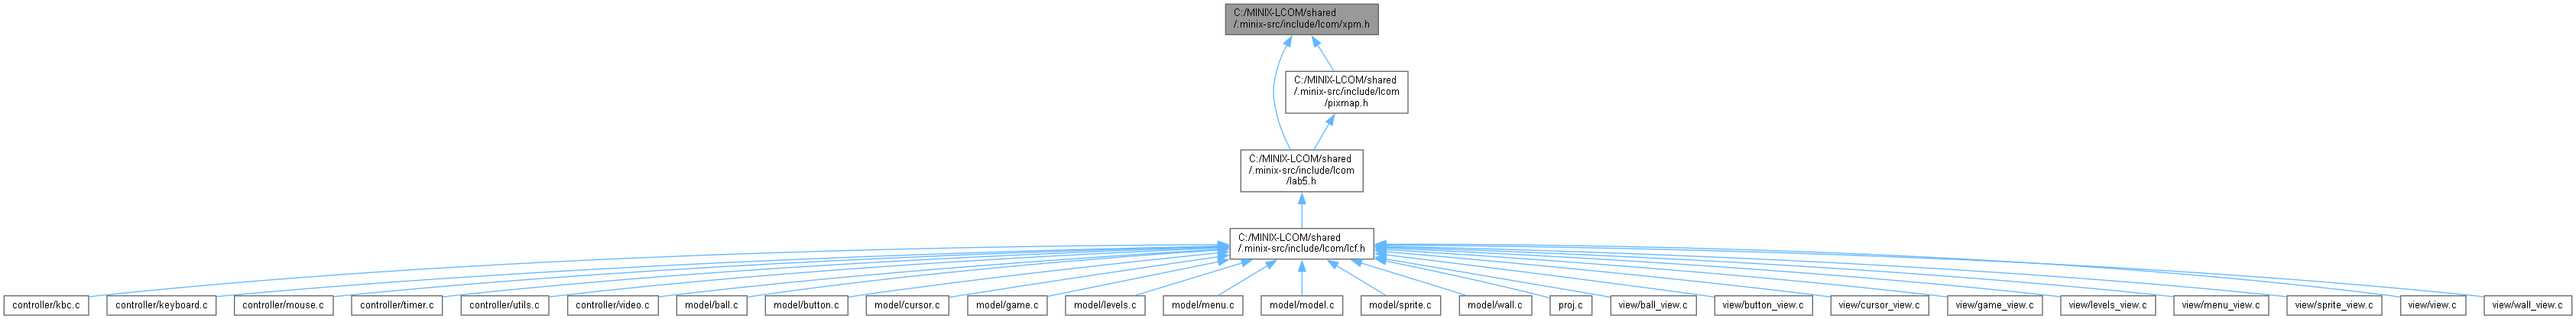 C:/MINIX-LCOM/shared
/.minix-src/include/lcom/xpm.h
C:/MINIX-LCOM/shared
/.minix-src/include/lcom
/pixmap.h
C:/MINIX-LCOM/shared
/.minix-src/include/lcom
/lab5.h
C:/MINIX-LCOM/shared
/.minix-src/include/lcom/lcf.h
controller/kbc.c
controller/keyboard.c
controller/mouse.c
controller/timer.c
controller/utils.c
controller/video.c
model/ball.c
model/button.c
model/cursor.c
model/game.c
model/levels.c
model/menu.c
model/model.c
model/sprite.c
model/wall.c
proj.c
view/ball_view.c
view/button_view.c
view/cursor_view.c
view/game_view.c
view/levels_view.c
view/menu_view.c
view/sprite_view.c
view/view.c
view/wall_view.c